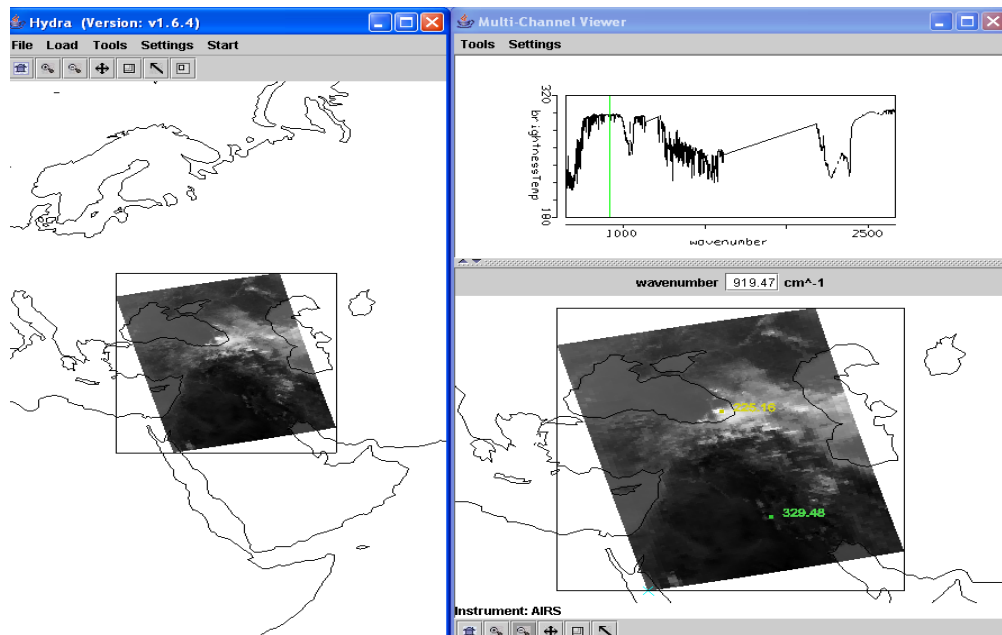 Hydra (Version: v1.6.4)
File Load Tools Settings Start
Multi-Channel Viewer
Tools Settings
320
brightnessTemp
180
1000
2500
wavenumber
wavenumber 919.47 cm^-1
329.48
Instrument: AIRS